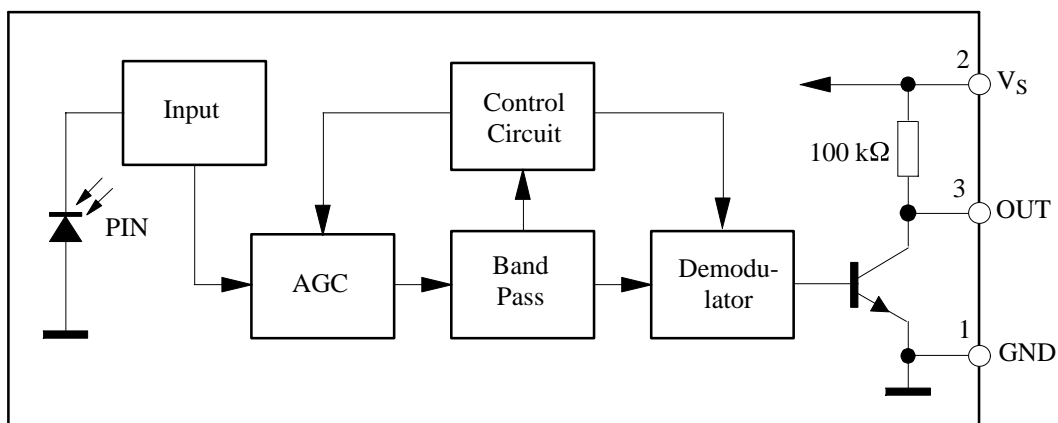 Input
Control
Circuit
2
V_S
100 kΩ
3
OUT
PIN
AGC
Band
Pass
Demodu-
lator
1
GND